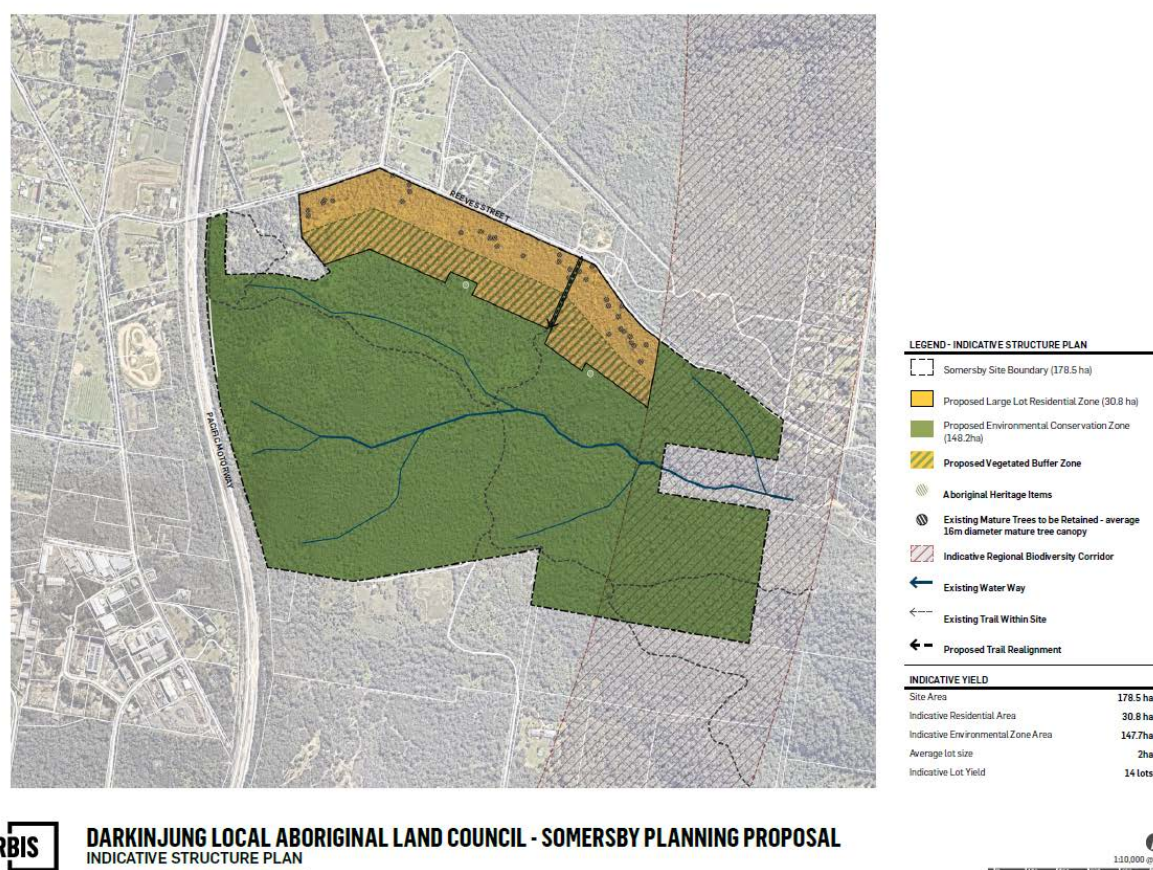 REEVES STREET
PACIFIC MOTORWAY
LEGEND - INDICATIVE STRUCTURE PLAN
Somersby Site Boundary (178.5 ha)
Proposed Large Lot Residential Zone (30.8 ha)
Proposed Environmental Conservation Zone
(148.2ha)
Proposed Vegetated Buffer Zone
Aboriginal Heritage Items
Existing Mature Trees to be Retained - average
16m diameter mature tree canopy
Indicative Regional Biodiversity Corridor
Existing Water Way
Existing Trail Within Site
Proposed Trail Realignment
INDICATIVE YIELD
Site Area 178.5 ha
Indicative Residential Area 30.8 ha
Indicative Environmental Zone Area 147.7ha
Average lot size 2ha
Indicative Lot Yield 14 lots
RBIS
DARKINJUNG LOCAL ABORIGINAL LAND COUNCIL - SOMERSBY PLANNING PROPOSAL
INDICATIVE STRUCTURE PLAN
1:10,000 @